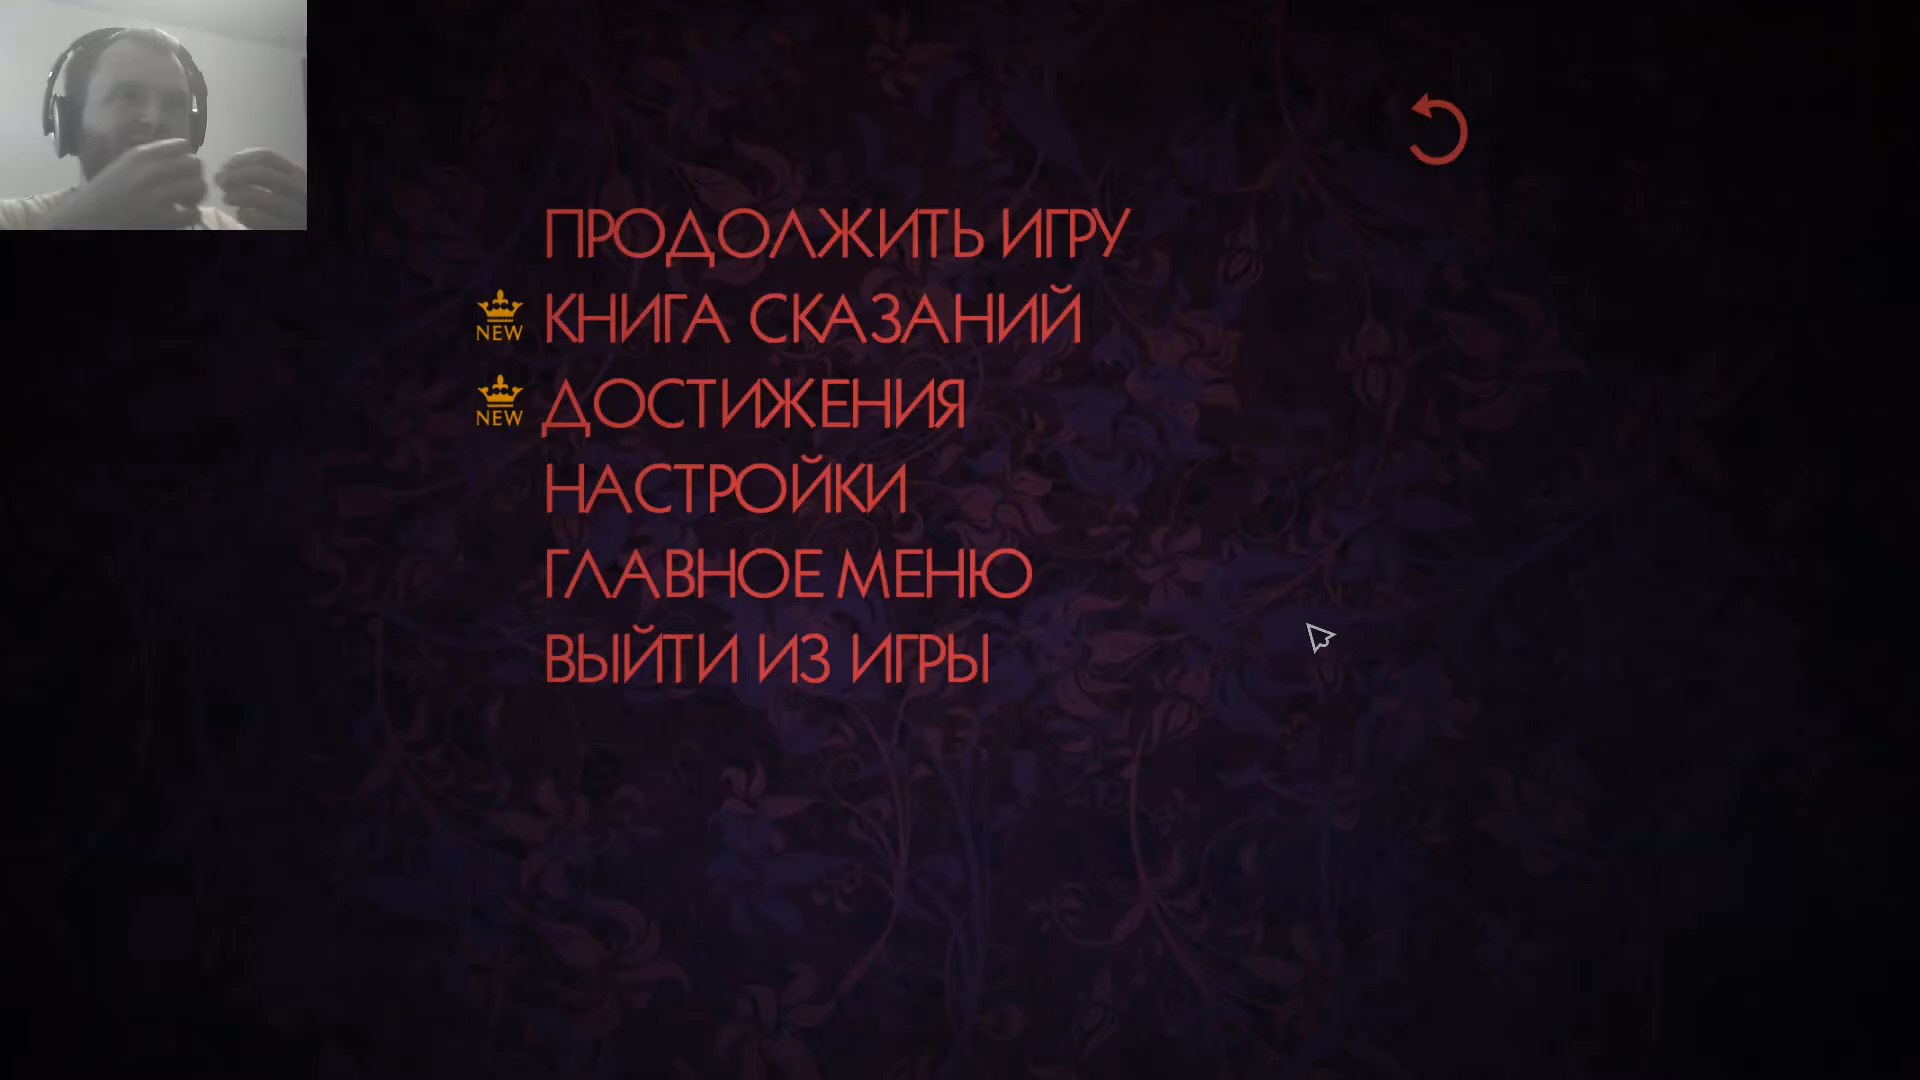 ПРОДОЛЖИТЬ ИГРУ
NEW КНИГА СКАЗАНИЙ
NEW ДОСТИЖЕНИЯ
НАСТРОЙКИ
ГЛАВНОЕ МЕНЮ
ВЫЙТИ ИЗ ИГРЫ